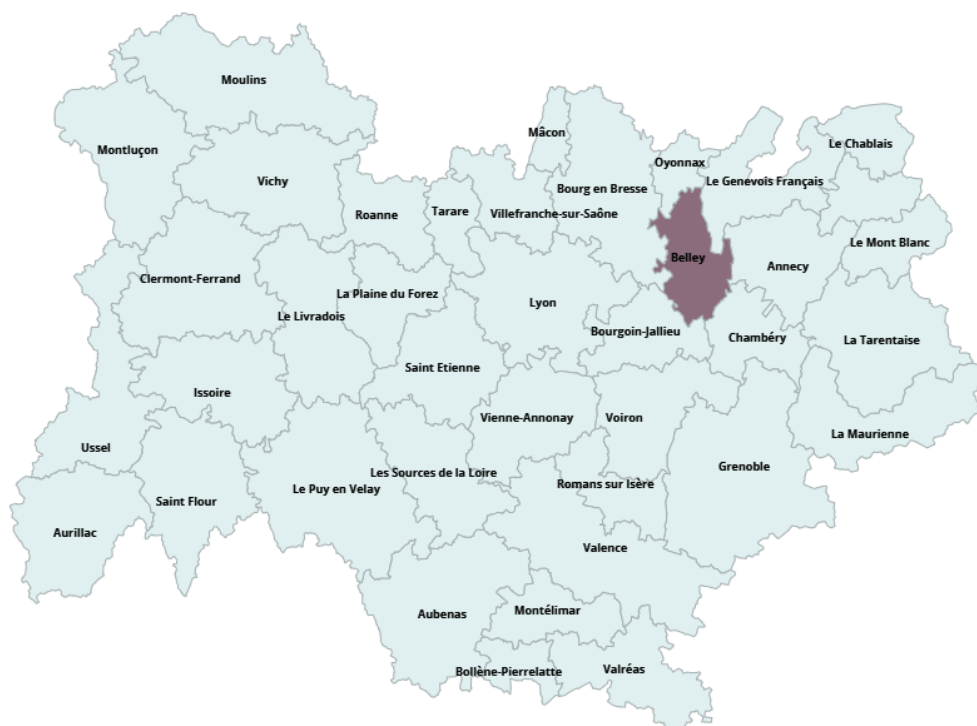 Moulins
Mâcon
Le Chablais
Montluçon
Oyonnax
Vichy
Le Genevois Français
Bourg en Bresse
Roanne
Tarare
Villefranche-sur-Saône
Le Mont Blanc
Belley
Annecy
Clermont-Ferrand
La Plaine du Forez
Lyon
Le Livradois
Bourgoin-Jallieu
Chambéry
La Tarentaise
Saint Etienne
Issoire
Vienne-Annonay
Voiron
La Maurienne
Ussel
Grenoble
Les Sources de la Loire
Romans sur Isère
Le Puy en Velay
Saint Flour
Aurillac
Valence
Aubenas
Montélimar
Bollène-Pierrelatte
Valréas